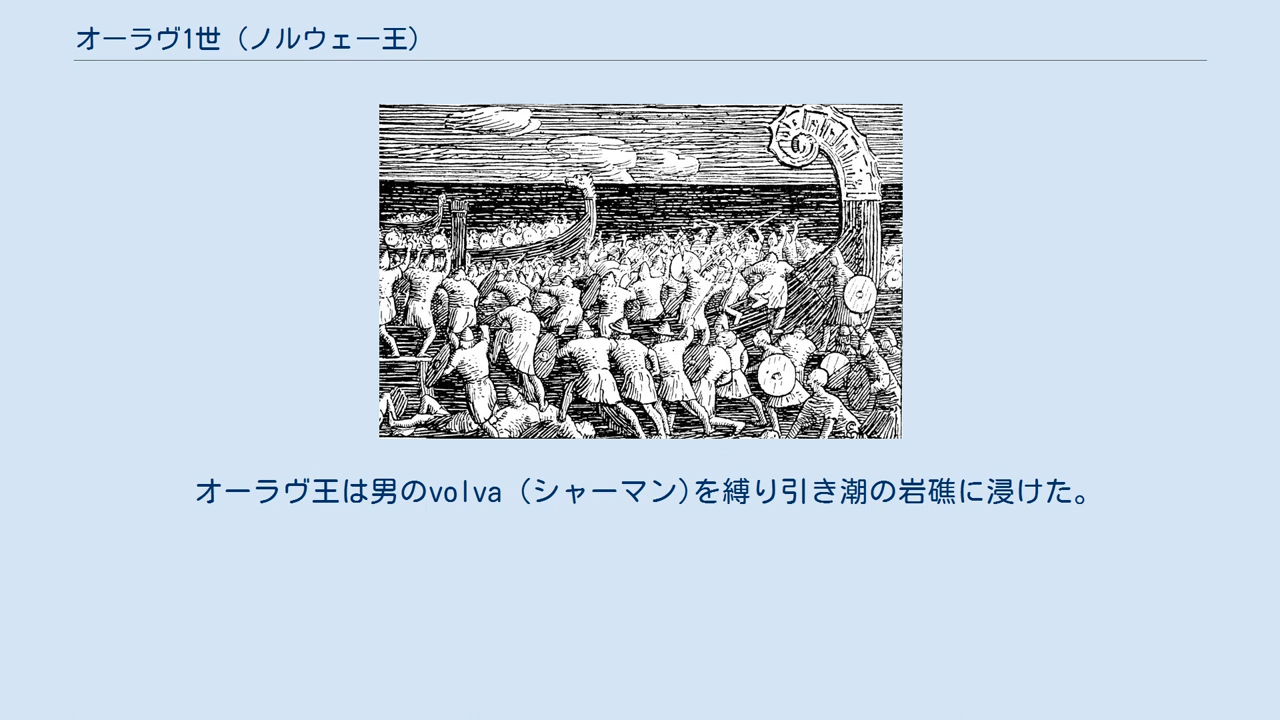 オーラヴ1世（ノルウェー王）
オーラヴ王は男のvolva（シャーマン)を縛り引き潮の岩礁に浸けた。